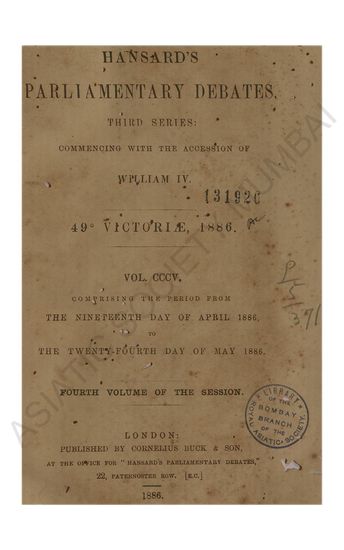 HANSARD'S
PARLIAMENTARY DEBATES,
THIRD SERIES:
COMMENCING WITH THE ACCESSION OF
WILLIAM IV.
131926
49° VICTORIÆ, 1886.
VOL. CCCV.
COMPRISING THE PERIOD FROM
THE NINETEENTH DAY OF APRIL 1886,
TO
THE TWENTY-FOURTH DAY OF MAY 1886.
FOURTH VOLUME OF THE SESSION.
LIBRARY
OF THE
BOMBAY
BRANCH
OF THE
ROYAL ASIATIC SOCIETY.
LONDON:
PUBLISHED BY CORNELIUS BUCK & SON,
AT THE OFFICE FOR "HANSARD'S PARLIAMENTARY DEBATES,"
22, PATERNOSTER ROW. [E.C.]
1886.
ASIATIC SOCIETY MUMBAI